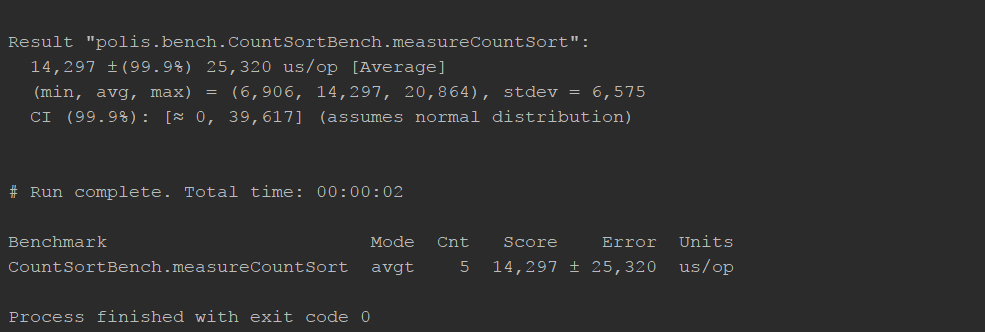 Result "polis.bench.CountSortBench.measureCountSort":
14,297 ±(99.9%) 25,320 us/op [Average]
(min, avg, max) = (6,906, 14,297, 20,864), stdev = 6,575
CI (99.9%): [≈ 0, 39,617] (assumes normal distribution)
# Run complete. Total time: 00:00:02
Benchmark Mode Cnt Score Error Units
CountSortBench.measureCountSort avgt 5 14,297 ± 25,320 us/op
Process finished with exit code 0